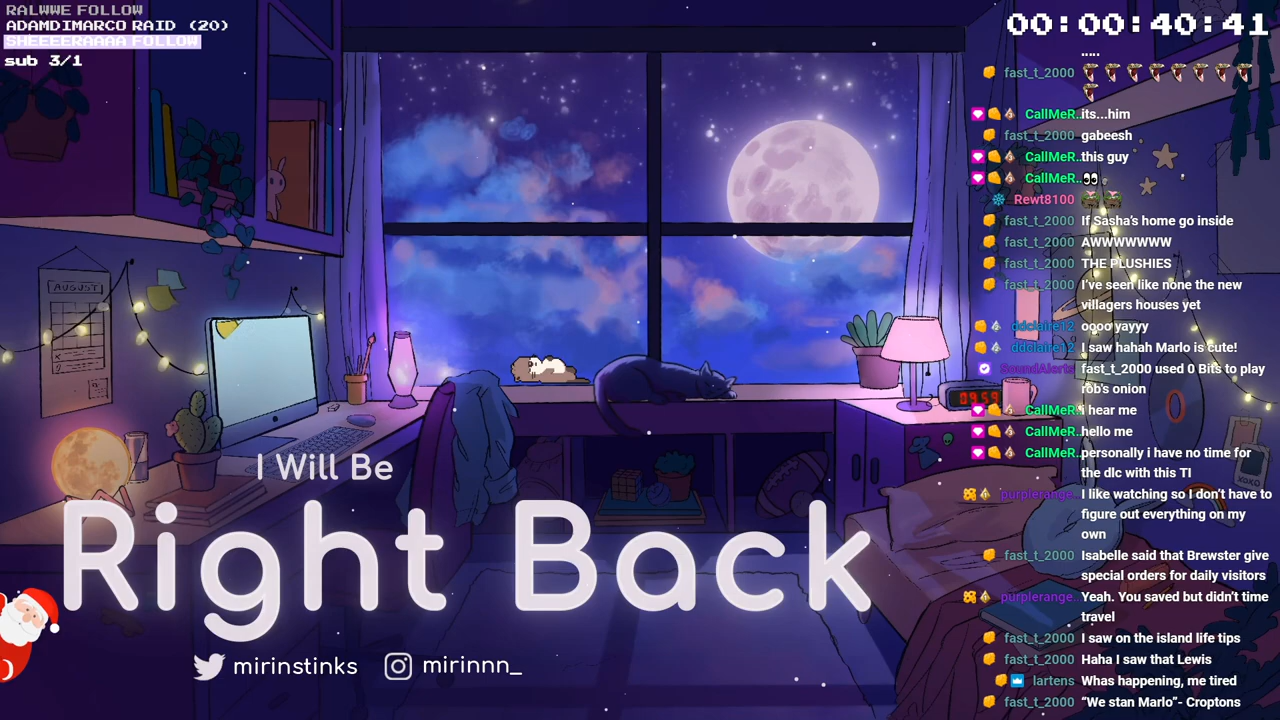 RALWWE FOLLOW
ADAMDIMARCO RAID (20)
SHEEEERAAAA FOLLOW
sub 3/1
00:00:40:41
.....
fast_t_2000
CallMeR.. its...him
fast_t_2000 gabeesh
CallMeR.. this guy
CallMeR..
Rewt8100
fast_t_2000 If Sasha's home go inside
fast_t_2000 AWWWWWWW
fast_t_2000 THE PLUSHIES
fast_t_2000 I've seen like none the new
villagers houses yet
ddclaire12 oooo yayyy
ddclaire12 I saw hahah Marlo is cute!
SoundAlerts fast_t_2000 used 0 Bits to play
rob's onion
CallMeR.. i hear me
CallMeR.. hello me
CallMeR.. personally i have no time for
the dlc with this TI
purplerange.. I like watching so I don't have to
figure out everything on my
own
fast_t_2000 Isabelle said that Brewster give
special orders for daily visitors
purplerange.. Yeah. You saved but didn't time
travel
fast_t_2000 I saw on the island life tips
fast_t_2000 Haha I saw that Lewis
lartens Whas happening, me tired
fast_t_2000 “We stan Marlo”- Croptons
AUGUST
09:59
XOXO
I Will Be
Right Back
mirinstinks
mirinnn_